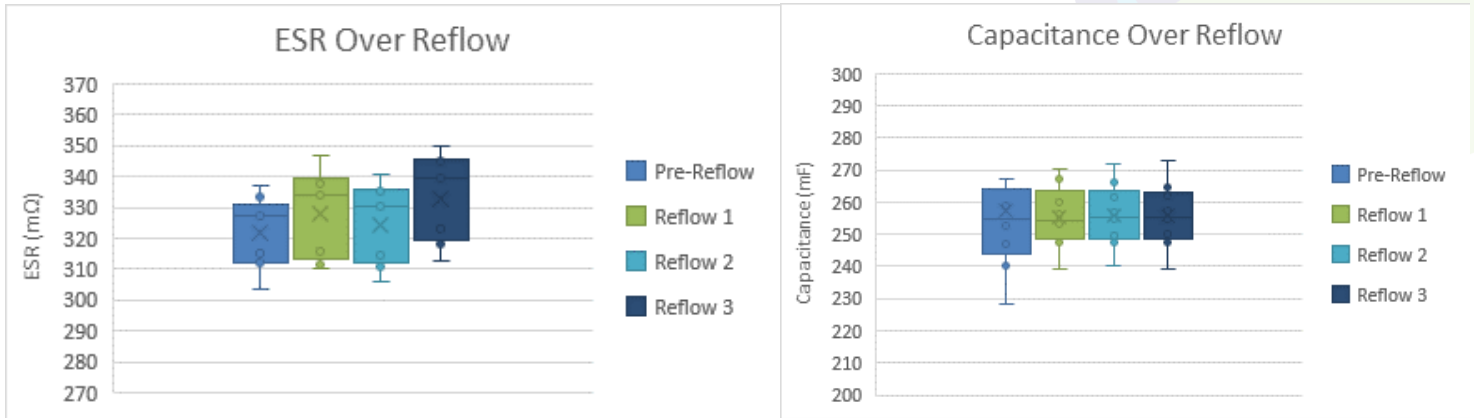 ESR Over Reflow
ESR (mΩ)
370
360
350
340
330
320
310
300
290
280
270
Pre-Reflow
Reflow 1
Reflow 2
Reflow 3
Capacitance Over Reflow
Capacitance (mF)
300
290
280
270
260
250
240
230
220
210
200
Pre-Reflow
Reflow 1
Reflow 2
Reflow 3